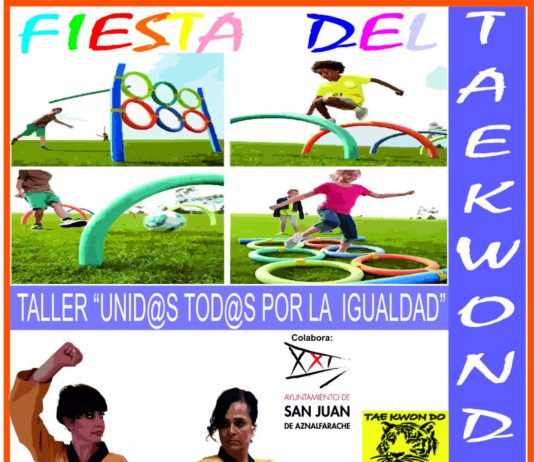 FIESTA DEL
TAEKWOND
TALLER “UNID@S TOD@S POR LA IGUALDAD”
Colabora:
XXI
AYUNTAMIENTO DE
SAN JUAN
DE AZNALFARACHE
TAE KWON DO